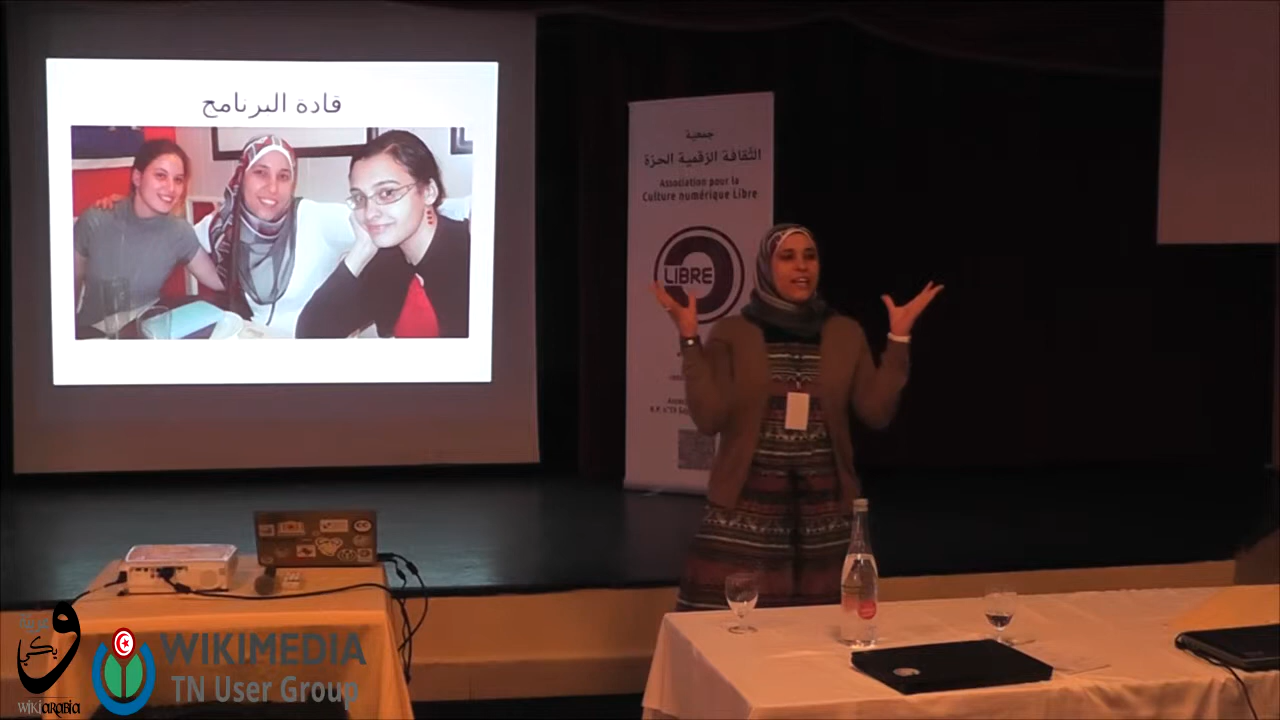 قادة البرنامج
جمعية
الثقافة الرقمية الحرة
Association pour la
Culture numérique Libre
LIBRE
عربية
ويكي
WIKIARABIA
WIKIMEDIA
TN User Group